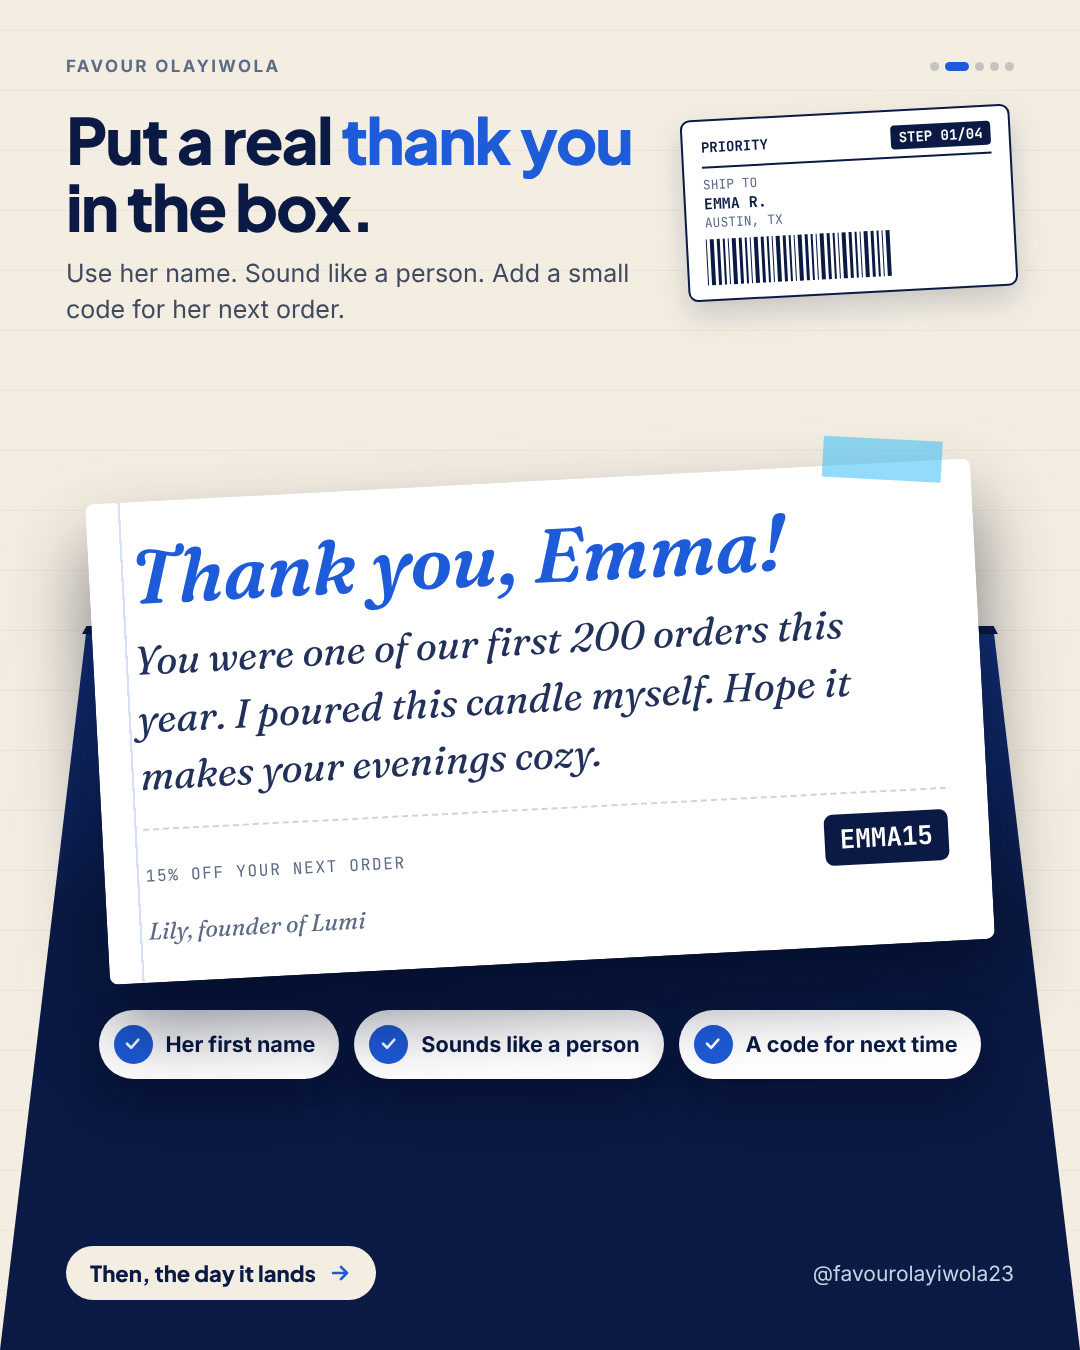 FAVOUR OLAYIWOLA
Put a real thank you
in the box.
Use her name. Sound like a person. Add a small
code for her next order.
PRIORITY
STEP 01/04
SHIP TO
EMMA R.
AUSTIN, TX
Thank you, Emma!
You were one of our first 200 orders this
year. I poured this candle myself. Hope it
makes your evenings cozy.
15% OFF YOUR NEXT ORDER
EMMA15
Lily, founder of Lumi
Her first name
Sounds like a person
A code for next time
Then, the day it lands →
@favourolayiwola23